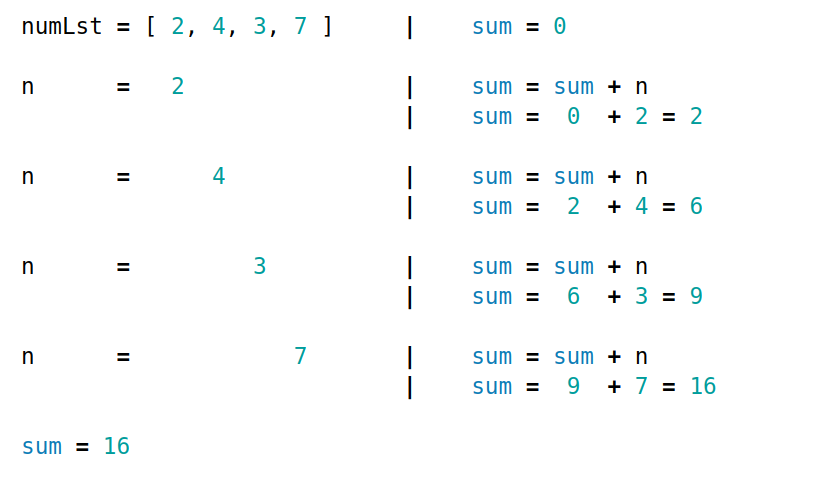 numLst = [ 2, 4, 3, 7 ]     |    sum = 0
n      =   2                |    sum = sum + n
                            |    sum =  0  + 2 = 2
n      =      4             |    sum = sum + n
                            |    sum =  2  + 4 = 6
n      =         3          |    sum = sum + n
                            |    sum =  6  + 3 = 9
n      =            7       |    sum = sum + n
                            |    sum =  9  + 7 = 16
sum = 16